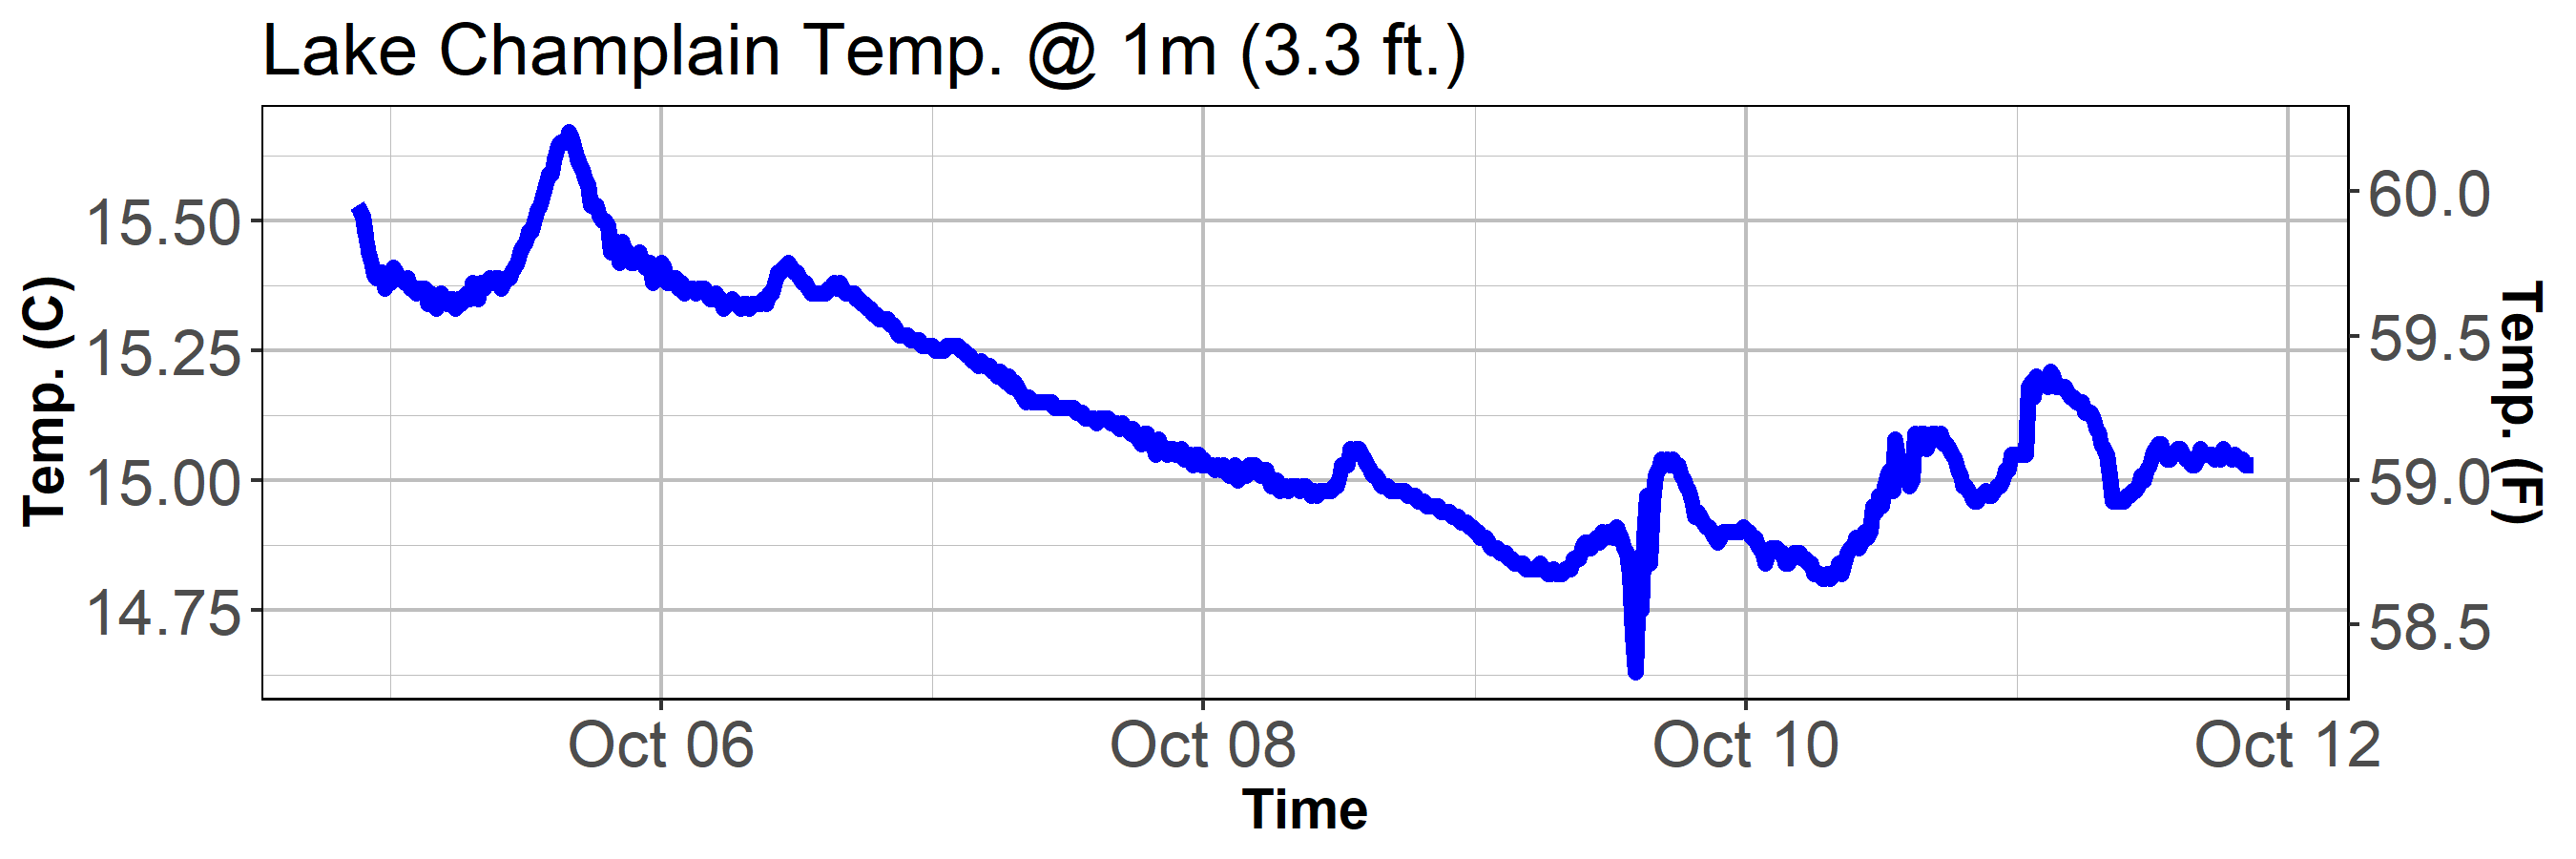 Lake Champlain Temp. @ 1m (3.3 ft.)
Temp. (C)
15.50
15.25
15.00
14.75
60.0
59.5
59.0
58.5
Temp. (F)
Oct 06
Oct 08
Oct 10
Oct 12
Time